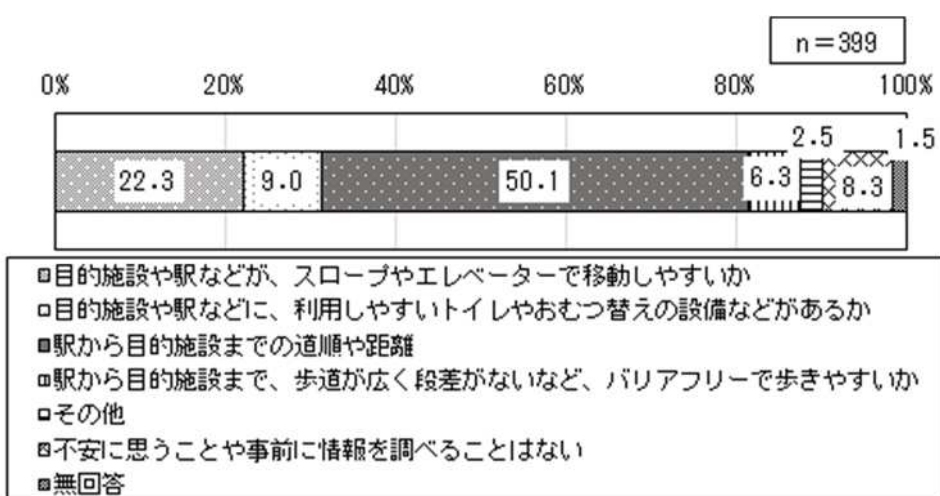 n＝399
0% 20% 40% 60% 80% 100%
2.5 1.5
22.3 9.0 50.1 6.3 8.3
目的施設や駅などが、スロープやエレベーターで移動しやすいか
目的施設や駅などに、利用しやすいトイレやおむつ替えの設備などがあるか
駅から目的施設までの道順や距離
駅から目的施設まで、歩道が広く段差がないなど、バリアフリーで歩きやすいか
その他
不安に思うことや事前に情報を調べることはない
無回答